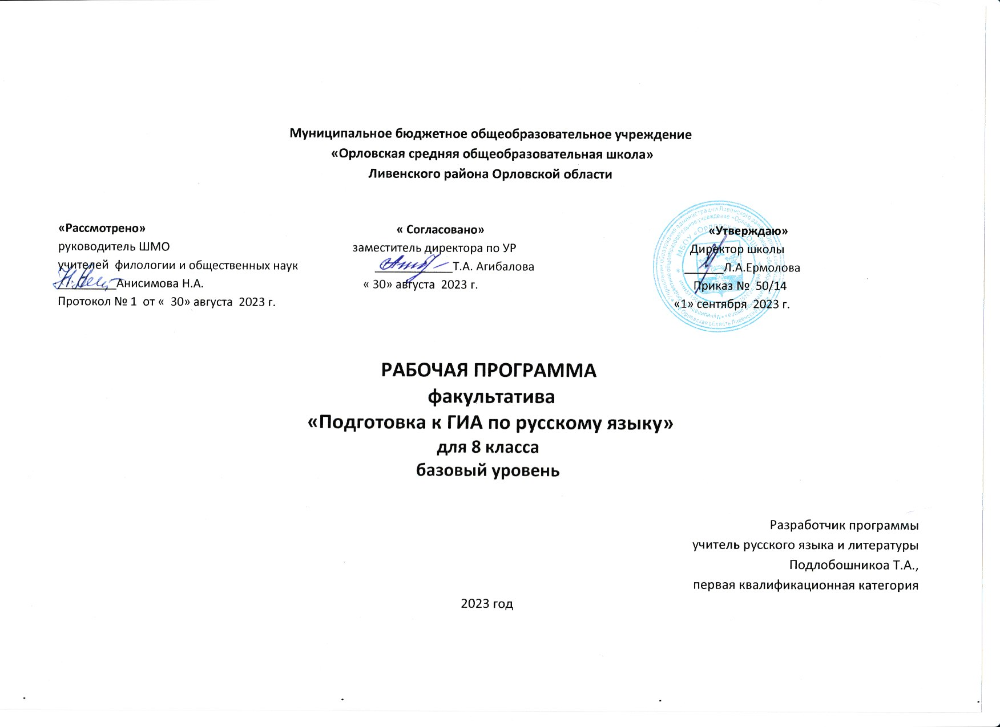 Муниципальное бюджетное общеобразовательное учреждение
«Орловская средняя общеобразовательная школа»
Ливенского района Орловской области
«Рассмотрено»
руководитель ШМО
учителей филологии и общественных наук
Анисимова Н.А.
Протокол № 1 от « 30» августа 2023 г.
« Согласовано»
заместитель директора по УР
Т.А. Агибалова
« 30» августа 2023 г.
«Утверждаю»
Директор школы
Л.А.Ермолова
Приказ № 50/14
«1» сентября 2023 г.
РАБОЧАЯ ПРОГРАММА
факультатива
«Подготовка к ГИА по русскому языку»
для 8 класса
базовый уровень
Разработчик программы
учитель русского языка и литературы
Подлобошникоа Т.А.,
первая квалификационная категория
2023 год